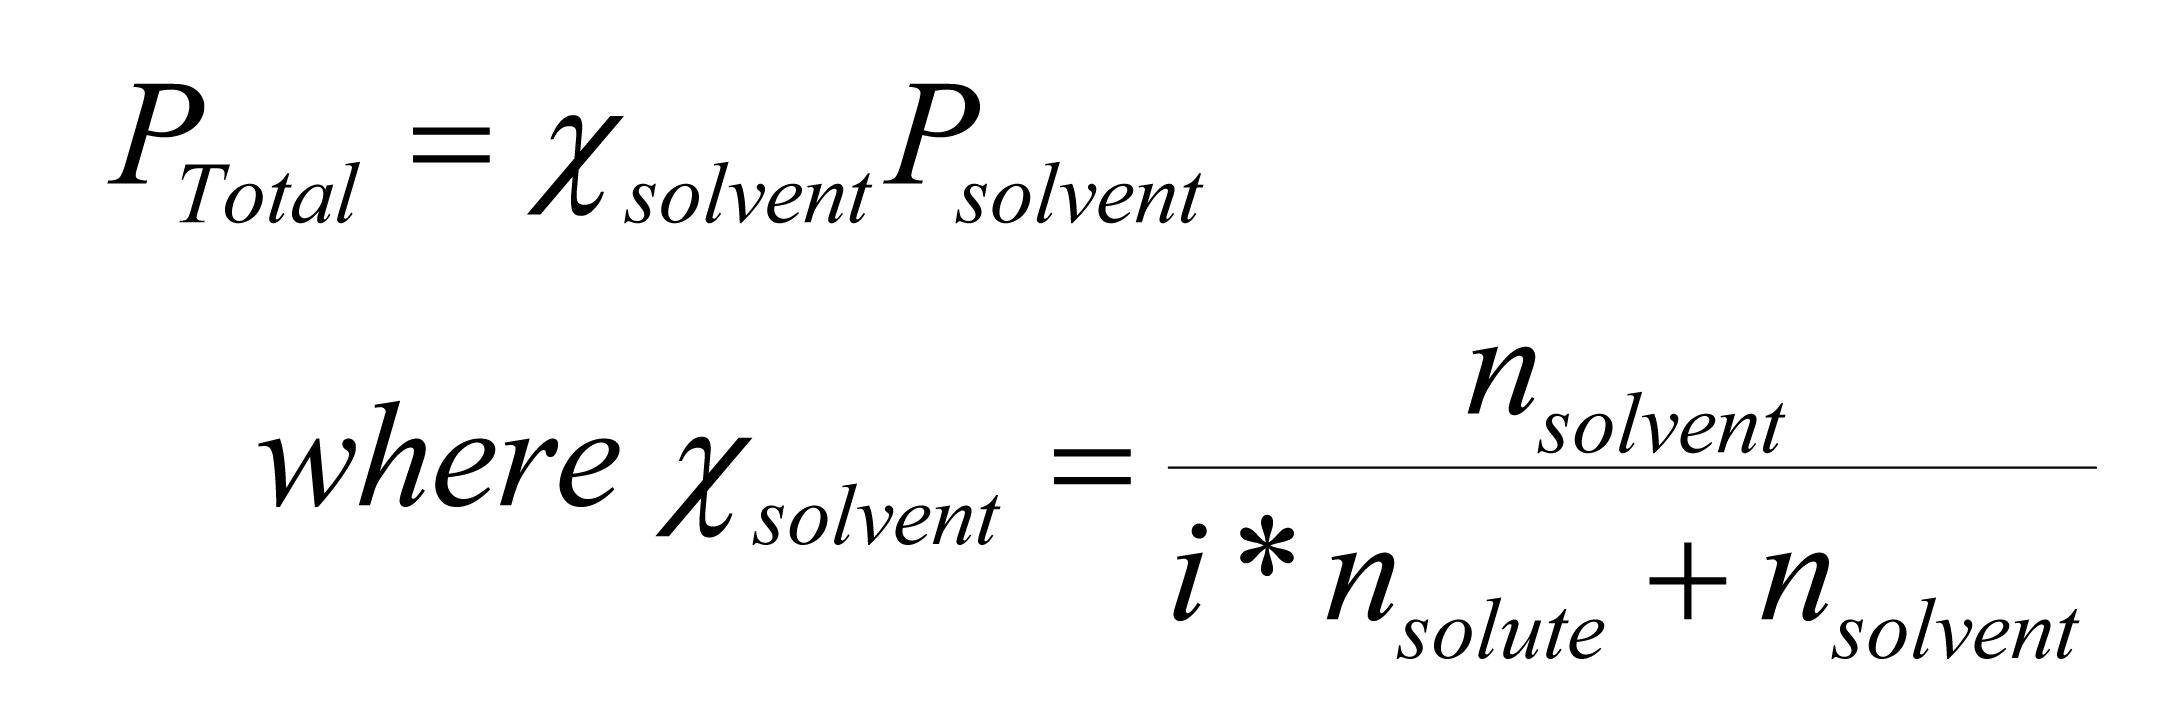 P_Total = χ_solvent P_solvent
where χ_solvent = n_solvent / (i * n_solute + n_solvent)